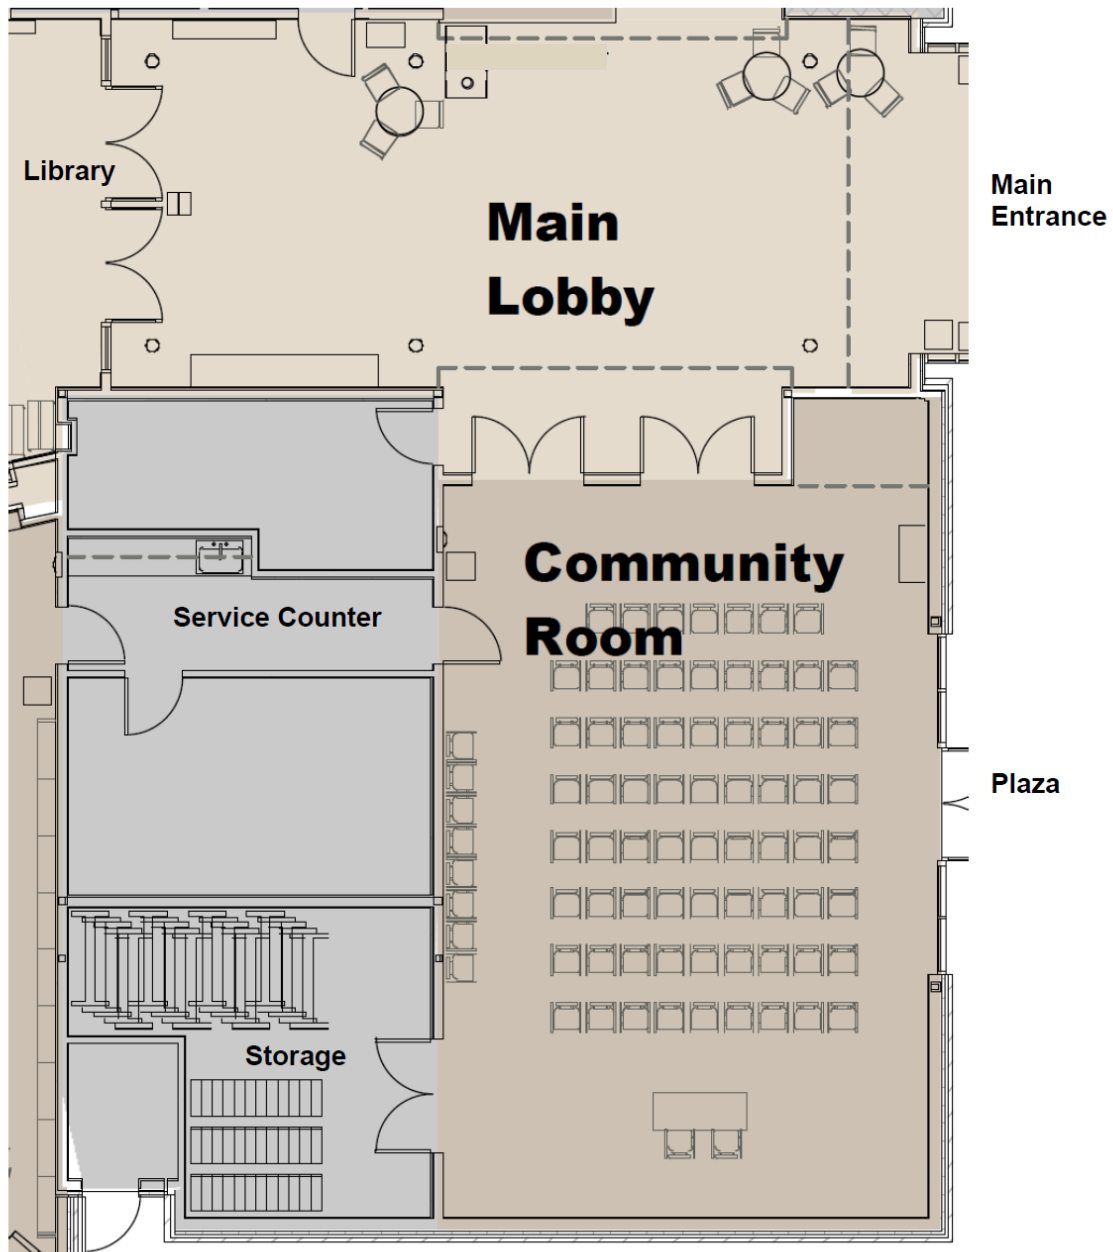 Library
Main
Lobby
Main
Entrance
Community
Room
Service Counter
Plaza
Storage